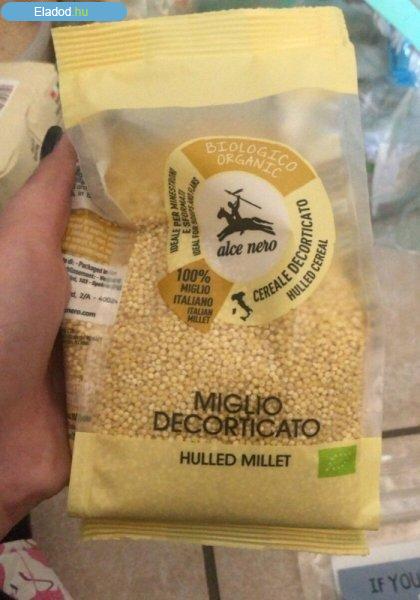 Eladod.hu
BIOLOGICO
ORGANIC
IDEALE PER MINESTRONI
E SFORMATI
alce nero
CEREALE DECORTICATO
HULLED CEREAL
100%
MIGLIO
ITALIANO
ITALIAN
MILLET
MIGLIO
DECORTICATO
HULLED MILLET
IF YOU